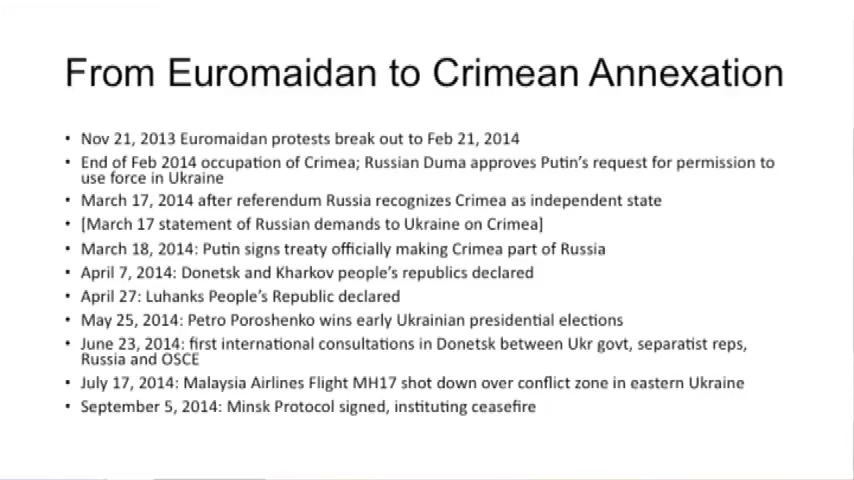 From Euromaidan to Crimean Annexation
• Nov 21, 2013 Euromaidan protests break out to Feb 21, 2014
• End of Feb 2014 occupation of Crimea; Russian Duma approves Putin's request for permission to
use force in Ukraine
• March 17, 2014 after referendum Russia recognizes Crimea as independent state
• [March 17 statement of Russian demands to Ukraine on Crimea]
• March 18, 2014: Putin signs treaty officially making Crimea part of Russia
• April 7, 2014: Donetsk and Kharkov people's republics declared
• April 27: Luhanks People's Republic declared
• May 25, 2014: Petro Poroshenko wins early Ukrainian presidential elections
• June 23, 2014: first international consultations in Donetsk between Ukr govt, separatist reps,
Russia and OSCE
• July 17, 2014: Malaysia Airlines Flight MH17 shot down over conflict zone in eastern Ukraine
• September 5, 2014: Minsk Protocol signed, instituting ceasefire